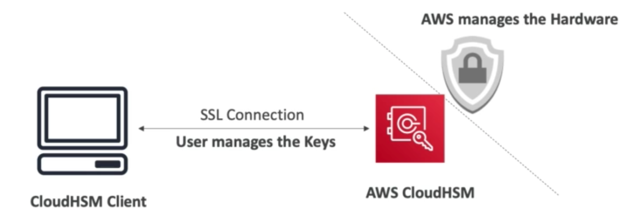 AWS manages the Hardware
SSL Connection
User manages the Keys
CloudHSM Client
AWS CloudHSM